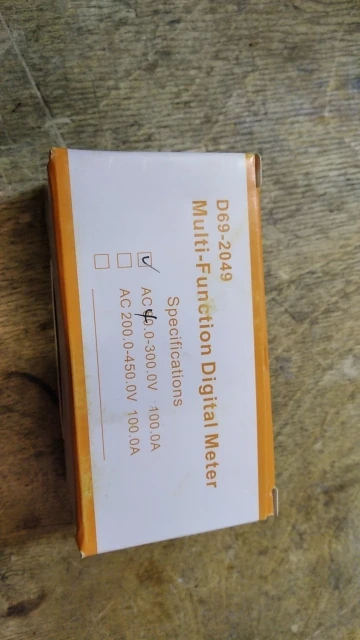 D69-2049
Multi-Function Digital Meter
Specifications
AC 40.0-300.0V 100.0A
AC 200.0-450.0V 100.0A